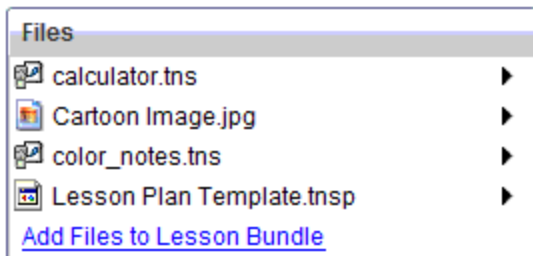 Files
calculator.tns
Cartoon Image.jpg
color_notes.tns
Lesson Plan Template.tnsp
Add Files to Lesson Bundle